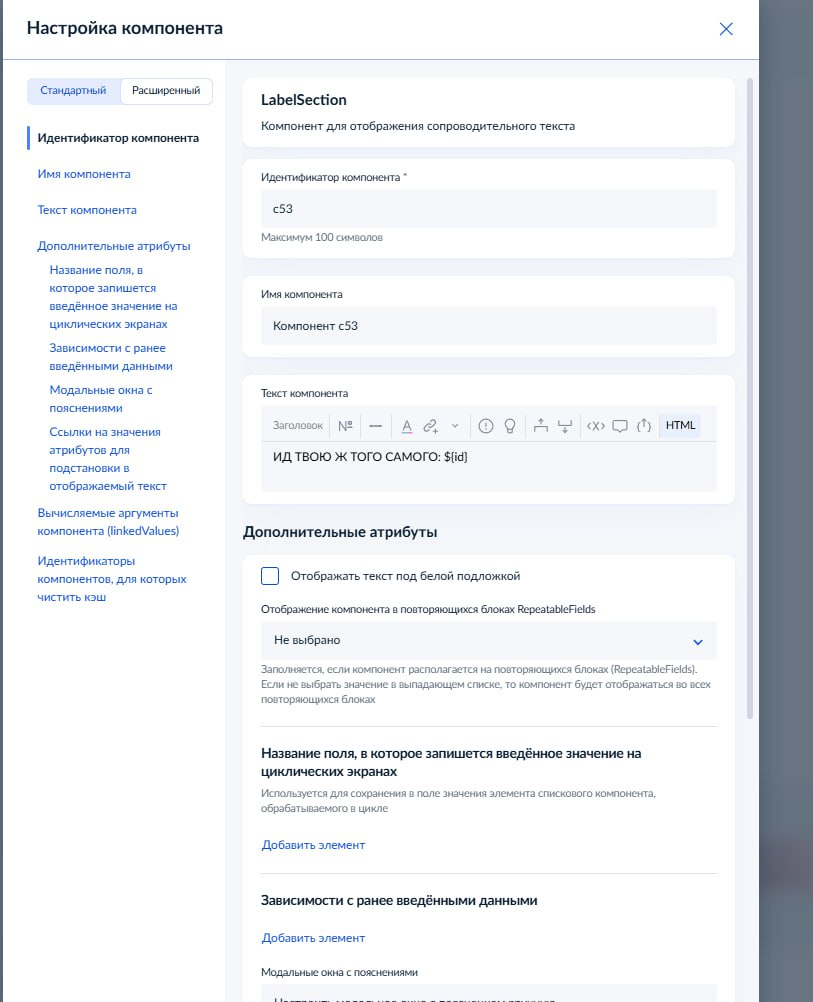 Настройка компонента
Стандартный
Расширенный
Идентификатор компонента
Имя компонента
Текст компонента
Дополнительные атрибуты
Название поля, в
которое запишется
введённое значение на
циклических экранах
Зависимости с ранее
введёнными данными
Модальные окна с
пояснениями
Ссылки на значения
атрибутов для
подстановки в
отображаемый текст
Вычисляемые аргументы
компонента (linkedValues)
Идентификаторы
компонентов, для которых
чистить кэш
LabelSection
Компонент для отображения сопроводительного текста
Идентификатор компонента *
c53
Максимум 100 символов
Имя компонента
Компонент c53
Текст компонента
Заголовок № A HTML
ИД ТВОЮ Ж ТОГО САМОГО: ${id}
Дополнительные атрибуты
Отображать текст под белой подложкой
Отображение компонента в повторяющихся блоках RepeatableFields
Не выбрано
Заполняется, если компонент располагается на повторяющихся блоках (RepeatableFields).
Если не выбрать значение в выпадающем списке, то компонент будет отображаться во всех
повторяющихся блоках
Название поля, в которое запишется введённое значение на
циклических экранах
Используется для сохранения в поле значения элемента спискового компонента,
обрабатываемого в цикле
Добавить элемент
Зависимости с ранее введёнными данными
Добавить элемент
Модальные окна с пояснениями